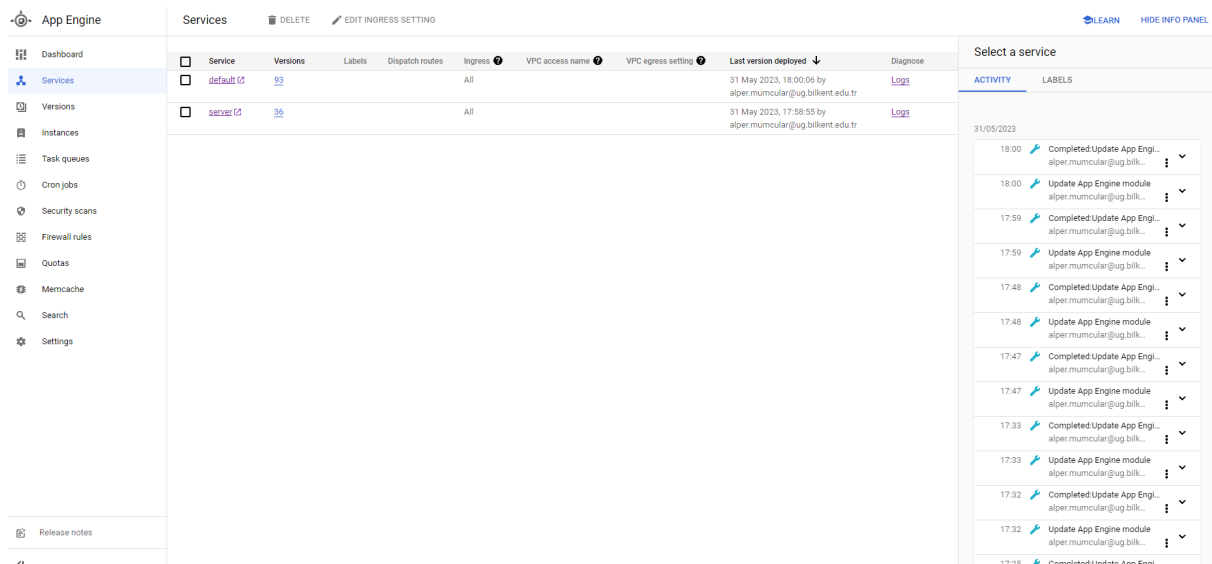 App Engine
Services
DELETE
EDIT INGRESS SETTING
LEARN
HIDE INFO PANEL
Dashboard
Services
Versions
Instances
Task queues
Cron jobs
Security scans
Firewall rules
Quotas
Memcache
Search
Settings
Release notes
Service Versions Labels Dispatch routes Ingress VPC access name VPC egress setting Last version deployed Diagnose
default 93 All 31 May 2023, 18:00:06 by Logs
alper.mumcular@ug.bilkent.edu.tr
server 36 All 31 May 2023, 17:58:55 by Logs
alper.mumcular@ug.bilkent.edu.tr
Select a service
ACTIVITY LABELS
31/05/2023
18:00 Completed:Update App Engi...
alper.mumcular@ug.bilk...
18:00 Update App Engine module
alper.mumcular@ug.bilk...
17:59 Completed:Update App Engi...
alper.mumcular@ug.bilk...
17:59 Update App Engine module
alper.mumcular@ug.bilk...
17:48 Completed:Update App Engi...
alper.mumcular@ug.bilk...
17:48 Update App Engine module
alper.mumcular@ug.bilk...
17:47 Completed:Update App Engi...
alper.mumcular@ug.bilk...
17:47 Update App Engine module
alper.mumcular@ug.bilk...
17:33 Completed:Update App Engi...
alper.mumcular@ug.bilk...
17:33 Update App Engine module
alper.mumcular@ug.bilk...
17:32 Completed:Update App Engi...
alper.mumcular@ug.bilk...
17:32 Update App Engine module
alper.mumcular@ug.bilk...
17:25 Completed:Update App Engi...